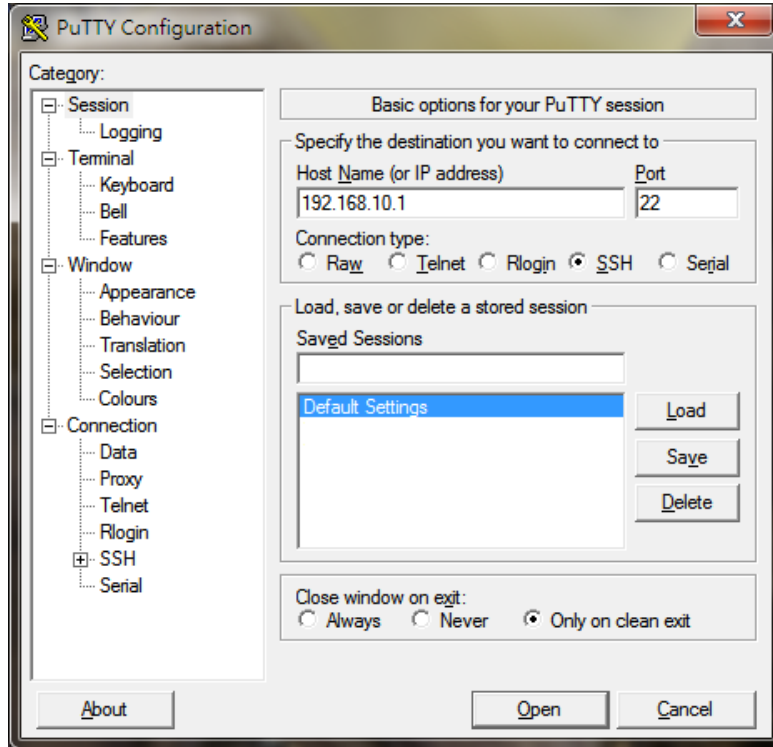 PuTTY Configuration
Category:
Session
Logging
Terminal
Keyboard
Bell
Features
Window
Appearance
Behaviour
Translation
Selection
Colours
Connection
Data
Proxy
Telnet
Rlogin
SSH
Serial
Basic options for your PuTTY session
Specify the destination you want to connect to
Host Name (or IP address) Port
192.168.10.1 22
Connection type:
Raw Telnet Rlogin SSH Serial
Load, save or delete a stored session
Saved Sessions
Default Settings
Load
Save
Delete
Close window on exit:
Always Never Only on clean exit
About Open Cancel